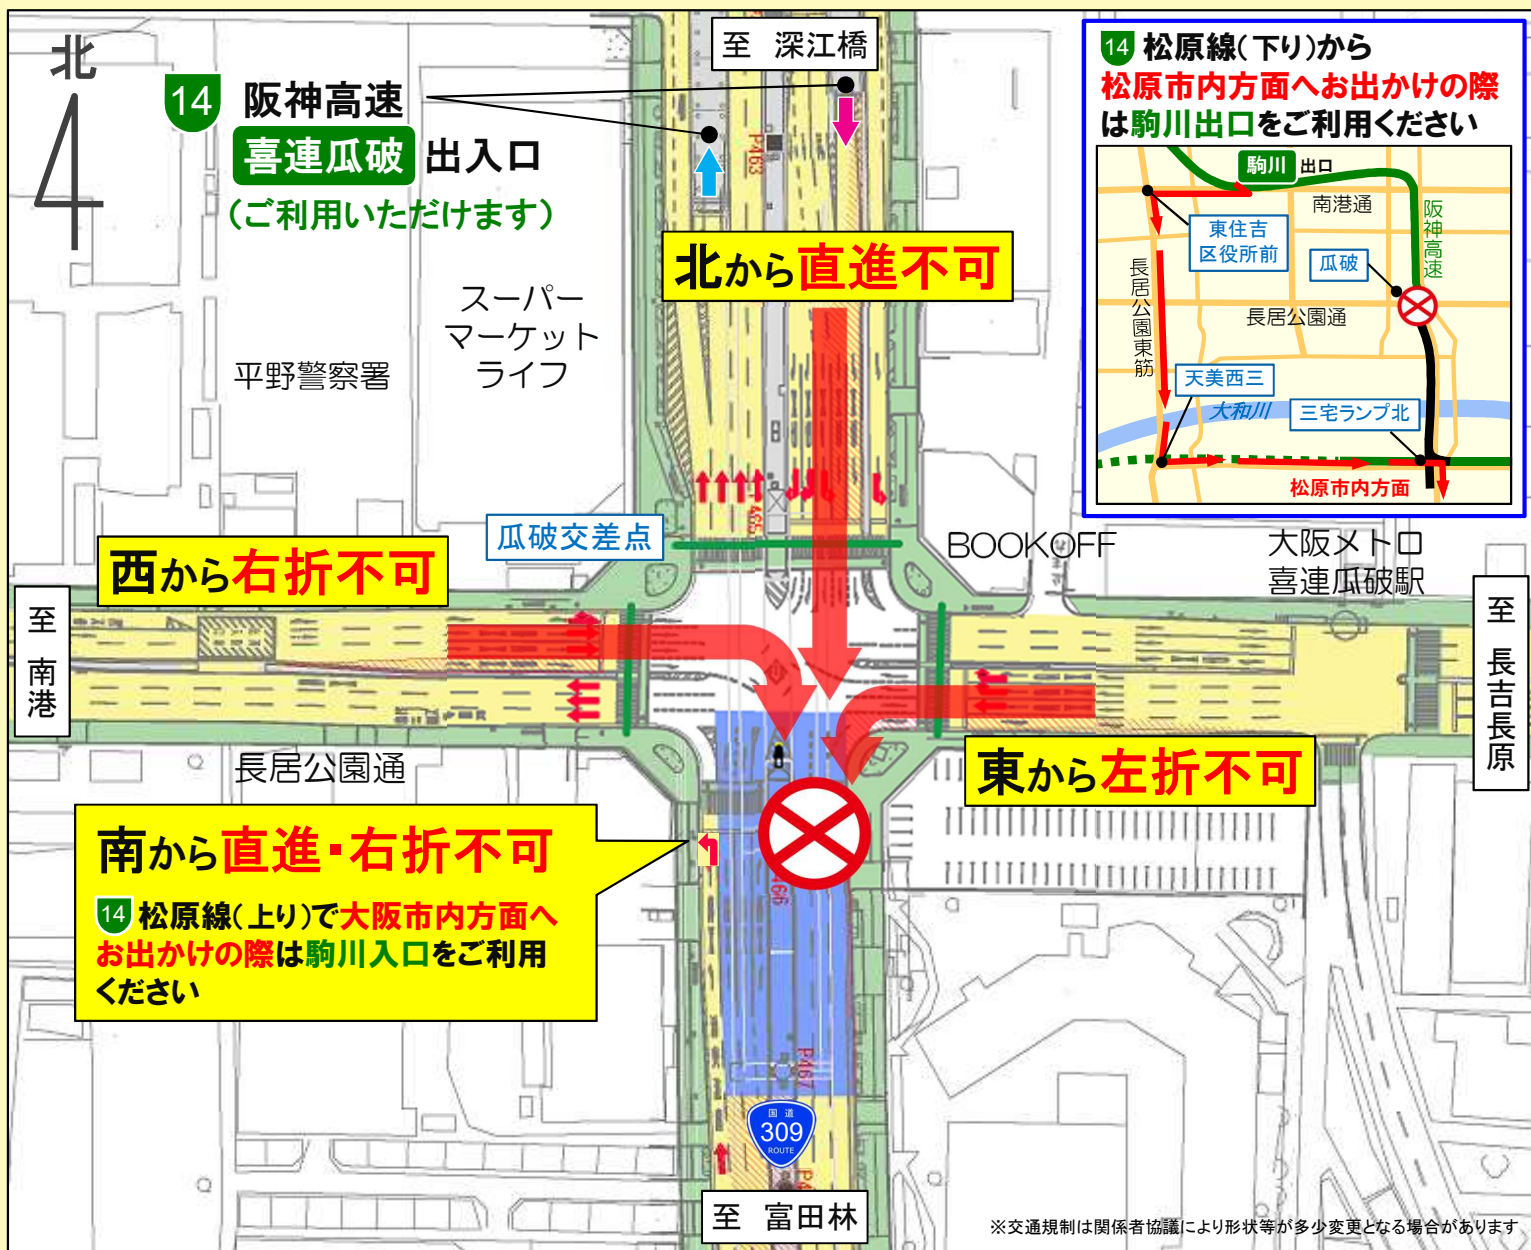 北
14 阪神高速
喜連瓜破 出入口
（ご利用いただけます）
至 深江橋
14 松原線（下り）から
松原市内方面へお出かけの際
は駒川出口をご利用ください
駒川 出口
南港通
東住吉
区役所前
阪神高速
瓜破
長居公園東筋
長居公園通
天美西三
大和川
三宅ランプ北
松原市内方面
P463
北から直進不可
スーパー
マーケット
ライフ
平野警察署
瓜破交差点
BOOKOFF
大阪メトロ
喜連瓜破駅
西から右折不可
至 南港
至 長吉長原
長居公園通
東から左折不可
南から直進・右折不可
14 松原線（上り）で大阪市内方面へ
お出かけの際は駒川入口をご利用
ください
P467
国道
309
ROUTE
至 富田林
※交通規制は関係者協議により形状等が多少変更となる場合があります